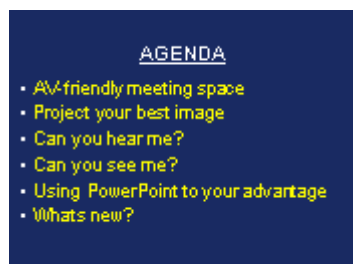 AGENDA
• AV-friendly meeting space
• Project your best image
• Can you hear me?
• Can you see me?
• Using PowerPoint to your advantage
• Whats new?